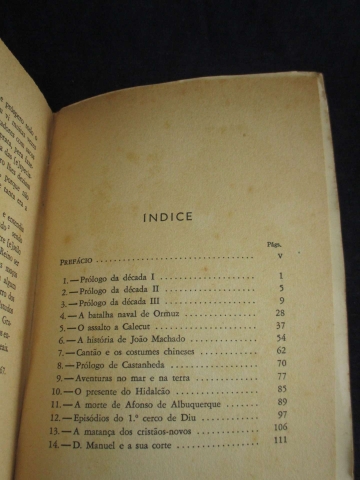 INDICE
Págs.
PREFÁCIO v
1.—Prólogo da década I 1
2.—Prólogo da década II 5
3.—Prólogo da década III 9
4.—A batalha naval de Ormuz 28
5.—O assalto a Calecut 37
6.—A história de João Machado 54
7.—Cantão e os costumes chineses 62
8.—Prólogo de Castanheda 70
9.—Aventuras no mar e na terra 77
10.—O presente do Hidalcão 85
11.—A morte de Afonso de Albuquerque 89
12.—Episódios do 1.º cerco de Diu 97
13.—A matança dos cristãos-novos 106
14.—D. Manuel e a sua corte 111